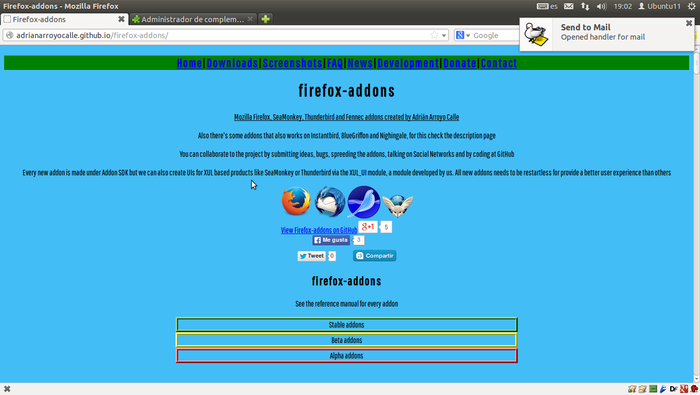 Firefox-addons - Mozilla Firefox
es
19:02
Ubuntu11
Firefox-addons
Administrador de complem...
adrianarroyocalle.github.io/firefox-addons/
Google
Send to Mail
Opened handler for mail
Home|Downloads|Screenshots|FAQ|News|Development|Donate|Contact
firefox-addons
Mozilla Firefox, SeaMonkey, Thunderbird and Fennec addons created by Adrián Arroyo Calle
Also there's some addons that also works on Instantbird, BlueGriffon and Nighingale, for this check the description page
You can collaborate to the project by submitting ideas, bugs, spreeding the addons, talking on Social Networks and by coding at GitHub
Every new addon is made under Addon SDK but we can also create UIs for XUL based products like SeaMonkey or Thunderbird via the XUL_UI module, a module developed by us. All new addons needs to be restartless for provide a better user experience than others
View Firefox-addons on GitHub
g+1 5
Me gusta 3
Tweet 0
Compartir
firefox-addons
See the reference manual for every addon
Stable addons
Beta addons
Alpha addons